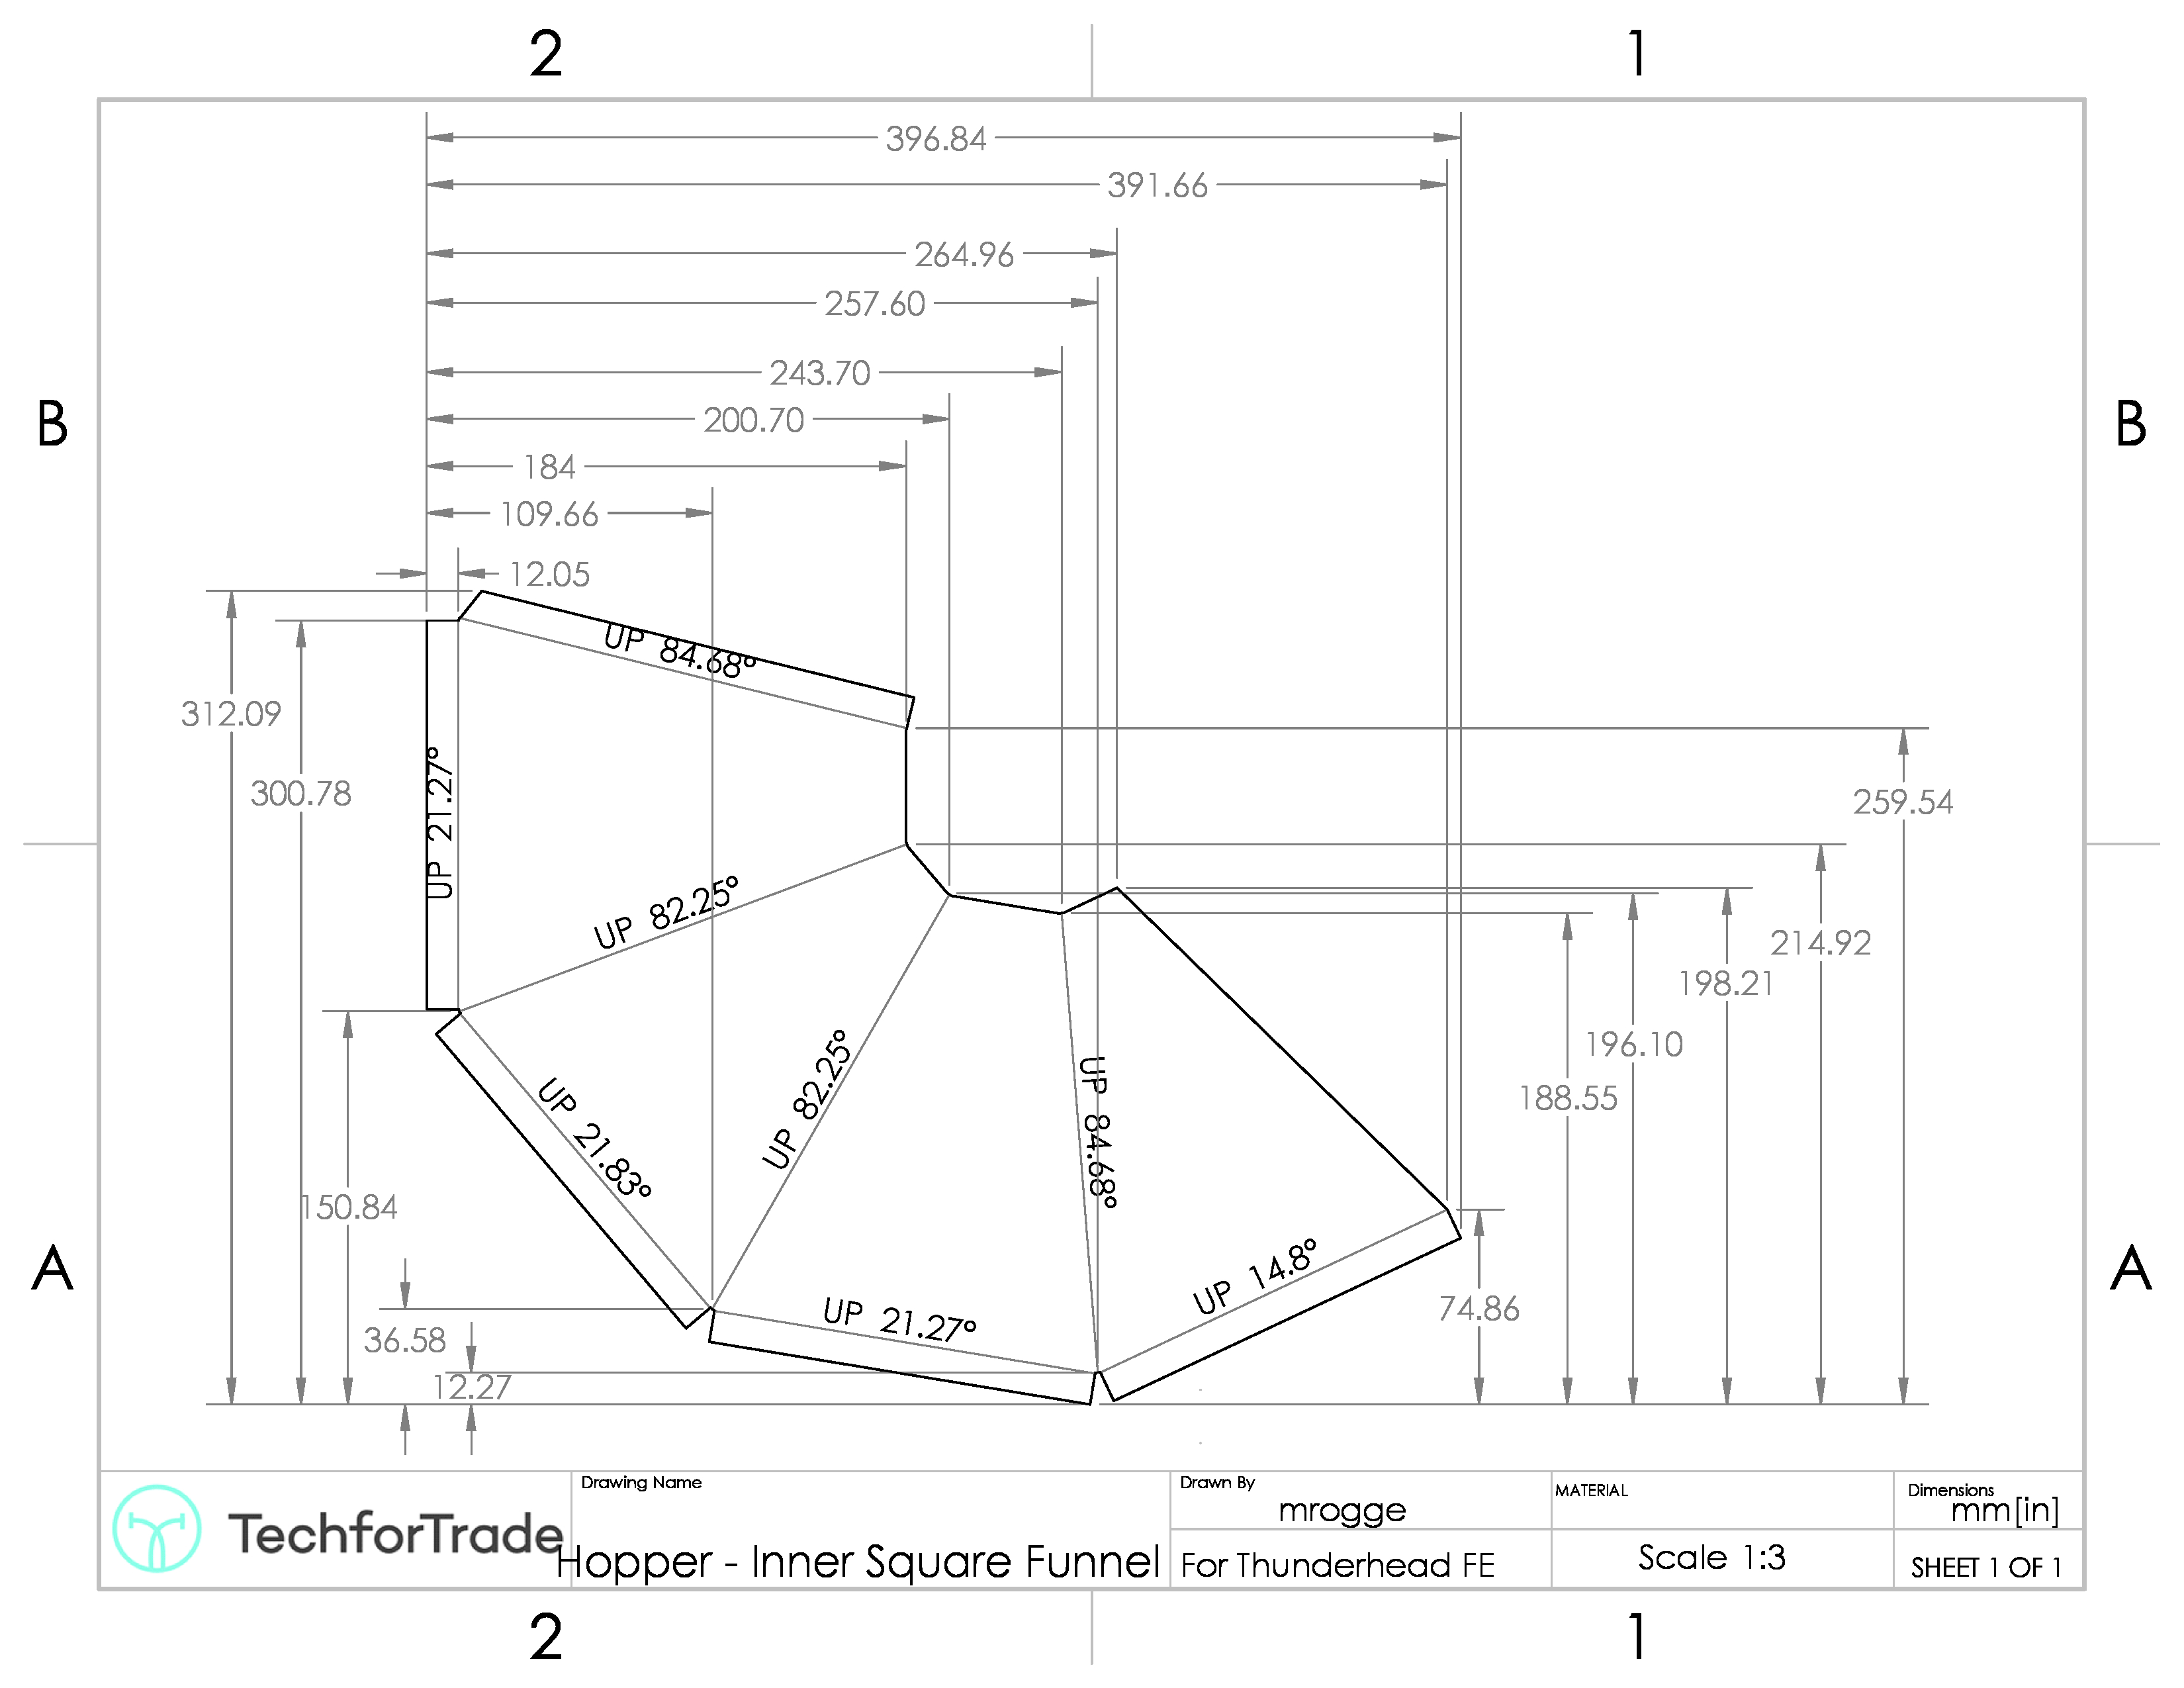 2
1
396.84
391.66
264.96
257.60
243.70
B
B
200.70
184
109.66
12.05
UP 84.68°
312.09
300.78
259.54
UP 21.27°
UP 82.25°
214.92
198.21
196.10
188.55
UP 82.25°
UP 84.68°
UP 21.83°
150.84
A
A
UP 14.8°
UP 21.27°
74.86
36.58
12.27
TechforTrade
Drawing Name
Hopper - Inner Square Funnel
Drawn By
mrogge
For Thunderhead FE
MATERIAL
Scale 1:3
Dimensions
mm[in]
SHEET 1 OF 1
2
1